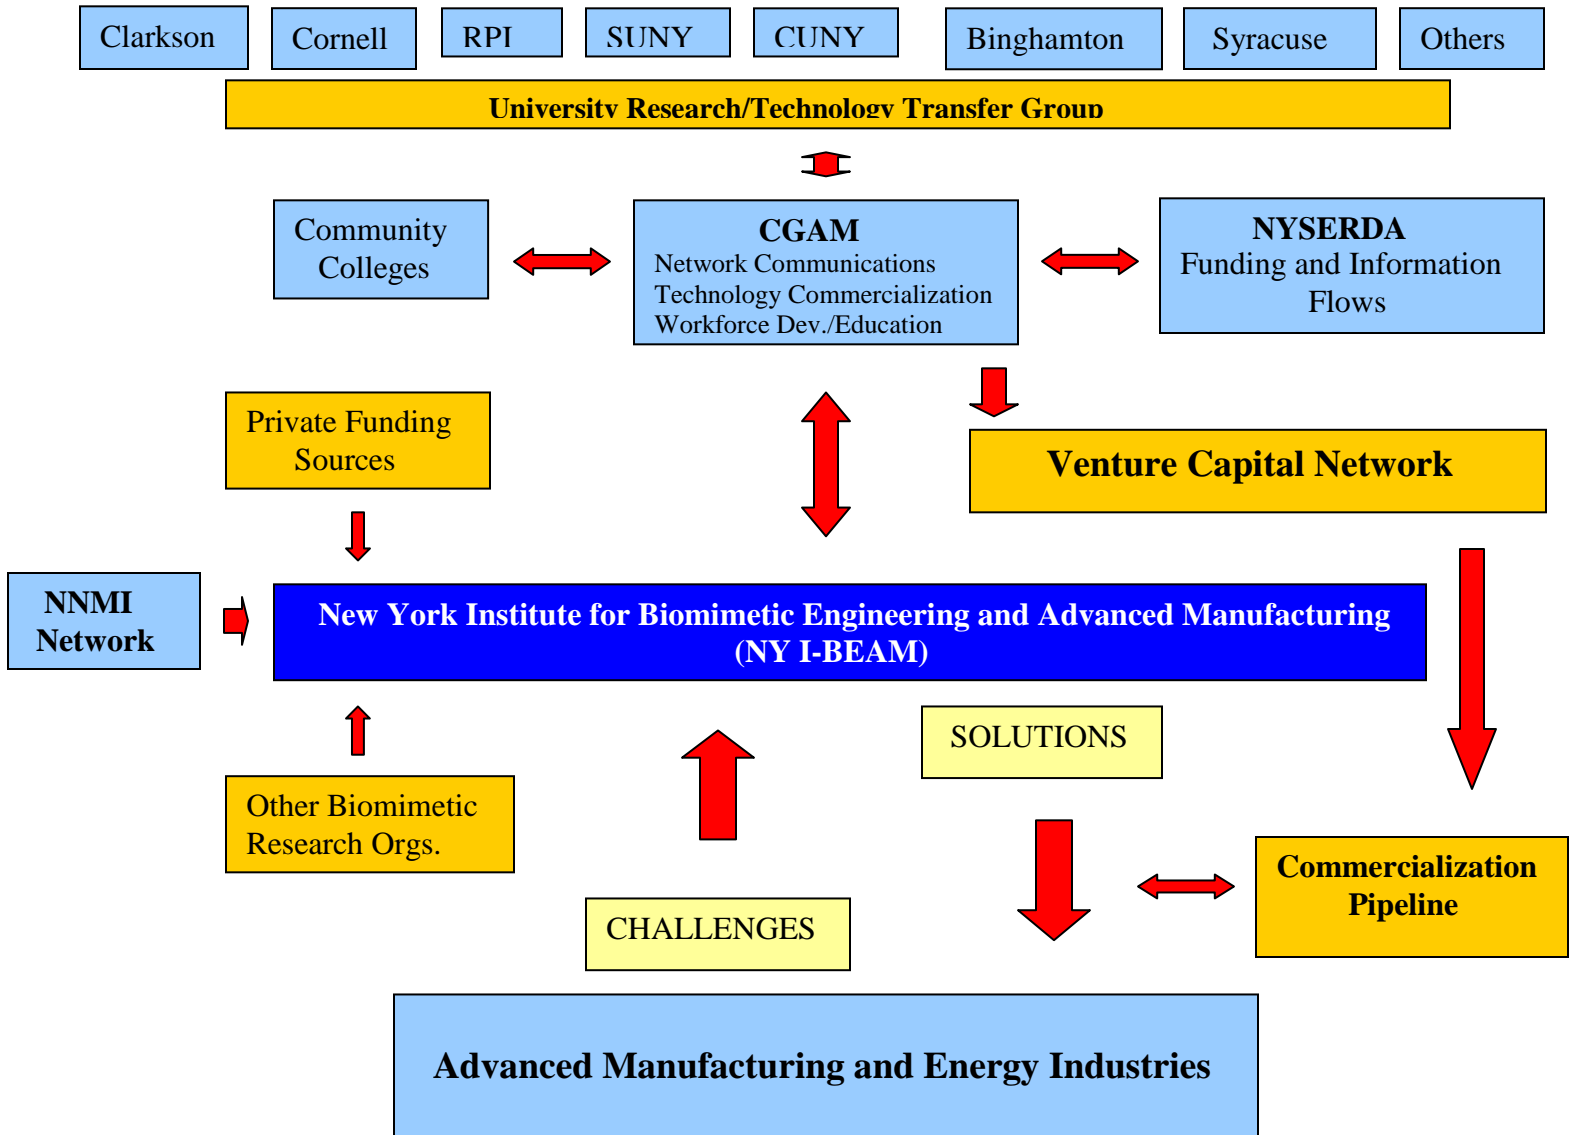 Clarkson
Cornell
RPI
SUNY
CUNY
Binghamton
Syracuse
Others
University Research/Technology Transfer Group
Community
Colleges
CGAM
Network Communications
Technology Commercialization
Workforce Dev./Education
NYSERDA
Funding and Information
Flows
Private Funding
Sources
Venture Capital Network
NNMI
Network
New York Institute for Biomimetic Engineering and Advanced Manufacturing
(NY I-BEAM)
SOLUTIONS
Other Biomimetic
Research Orgs.
Commercialization
Pipeline
CHALLENGES
Advanced Manufacturing and Energy Industries